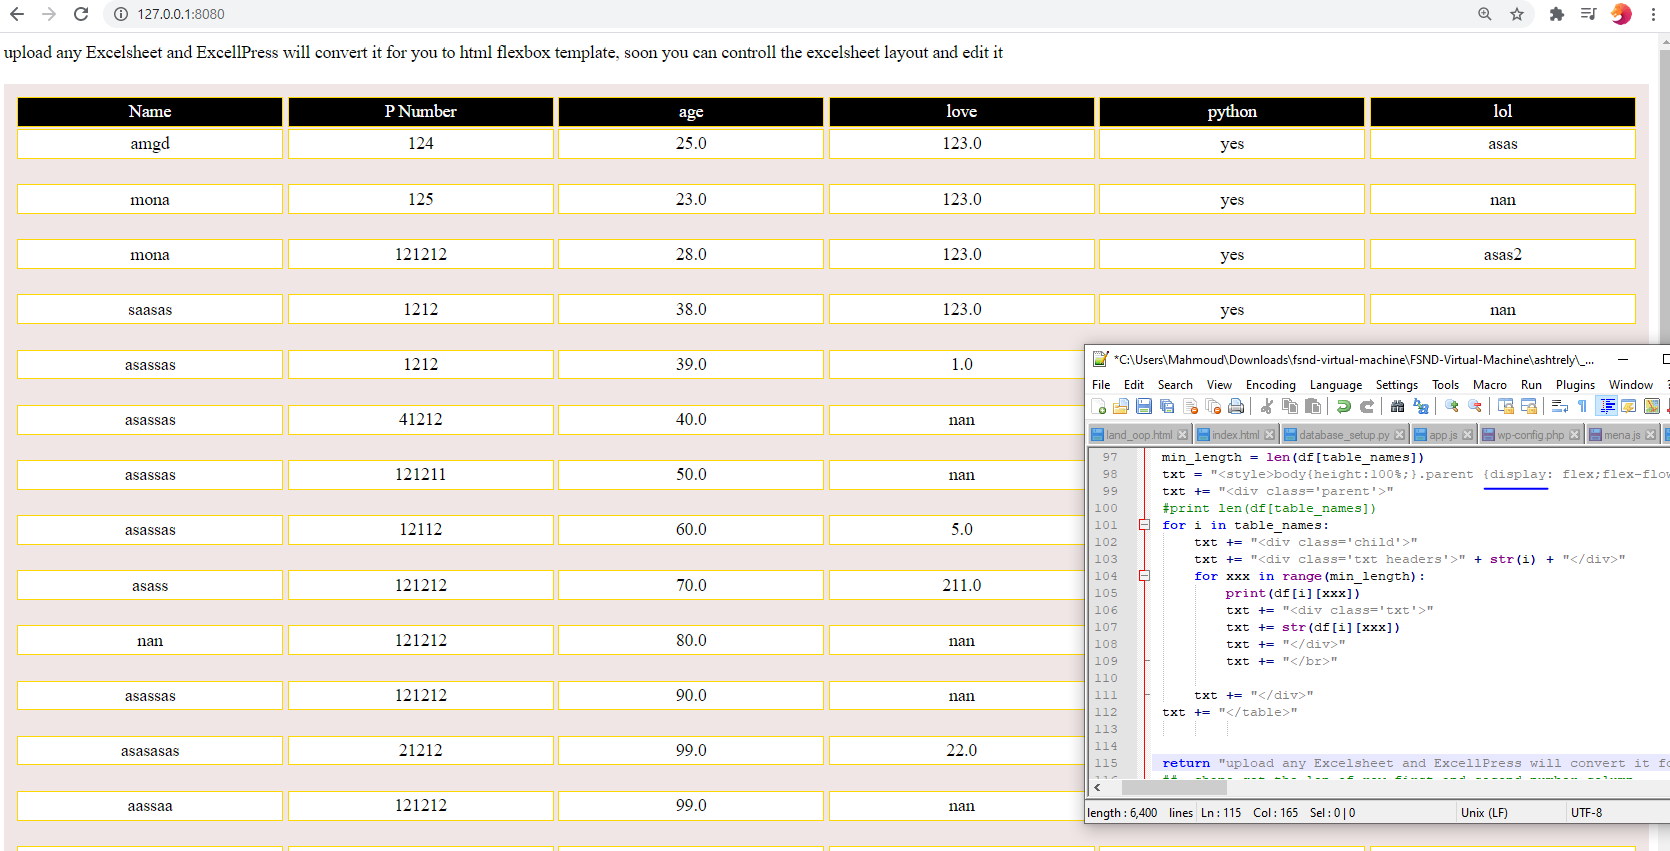 127.0.0.1:8080
upload any Excelsheet and ExcellPress will convert it for you to html flexbox template, soon you can controll the excelsheet layout and edit it
Name P Number age love python lol
amgd 124 25.0 123.0 yes asas
mona 125 23.0 123.0 yes nan
mona 121212 28.0 123.0 yes asas2
saasas 1212 38.0 123.0 yes nan
asassas 1212 39.0 1.0
asassas 41212 40.0 nan
asassas 121211 50.0 nan
asassas 12112 60.0 5.0
asass 121212 70.0 211.0
nan 121212 80.0 nan
asassas 121212 90.0 nan
asasasas 21212 99.0 22.0
aassaa 121212 99.0 nan
*C:\Users\Mahmoud\Downloads\fsnd-virtual-machine\FSND-Virtual-Machine\ashtrely\_...
File Edit Search View Encoding Language Settings Tools Macro Run Plugins Window ?
land_oop.html index.html database_setup.py app.js wp-config.php mena.js
97 min_length = len(df[table_names])
98 txt = "<style>body{height:100%;}.parent {display: flex;flex-flow
99 txt += "<div class='parent'>"
100 #print len(df[table_names])
101 for i in table_names:
102 txt += "<div class='child'>"
103 txt += "<div class='txt headers'>" + str(i) + "</div>"
104 for xxx in range(min_length):
105 print(df[i][xxx])
106 txt += "<div class='txt'>"
107 txt += str(df[i][xxx])
108 txt += "</div>"
109 txt += "</br>"
110
111 txt += "</div>"
112 txt += "</table>"
113
114
115 return "upload any Excelsheet and ExcellPress will convert it fo
length : 6,400 lines Ln : 115 Col : 165 Sel : 0 | 0 Unix (LF) UTF-8